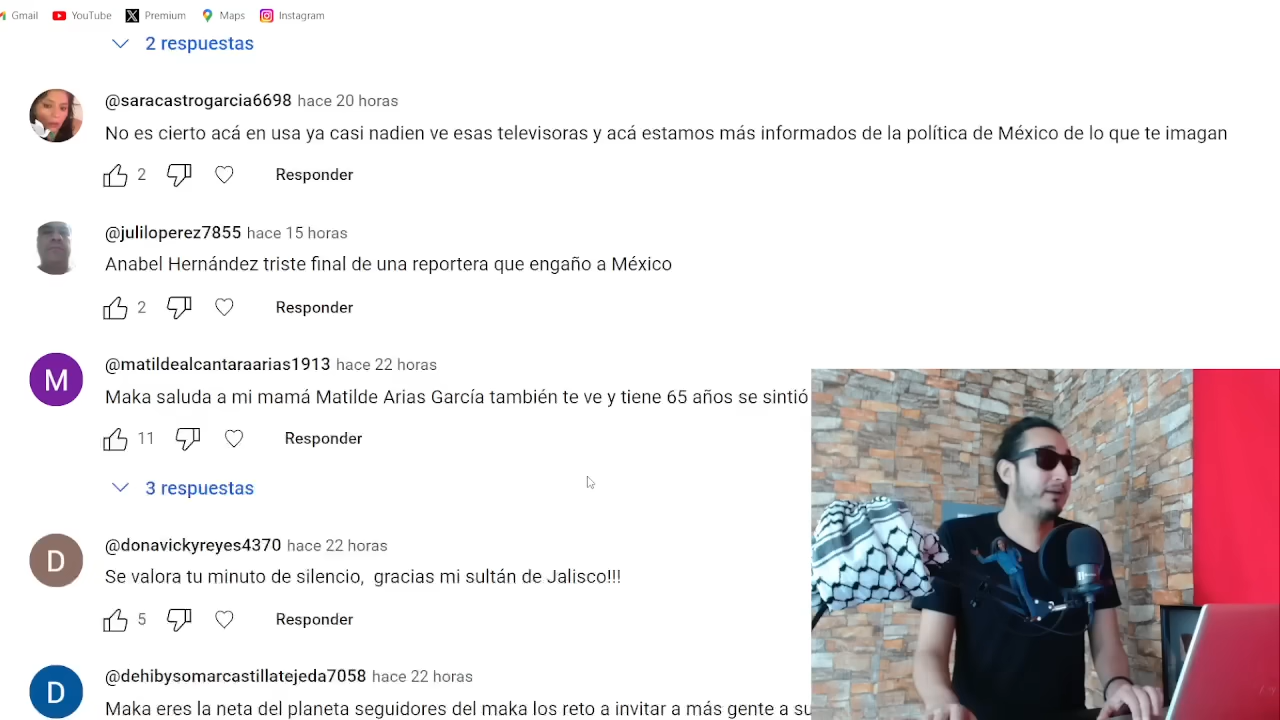 Gmail YouTube Premium Maps Instagram
2 respuestas
@saracastrogarcia6698 hace 20 horas
No es cierto acá en usa ya casi nadien ve esas televisoras y acá estamos más informados de la política de México de lo que te imagan
2 Responder
@juliloperez7855 hace 15 horas
Anabel Hernández triste final de una reportera que engaño a México
2 Responder
@matildealcantaraarias1913 hace 22 horas
Maka saluda a mi mamá Matilde Arias García también te ve y tiene 65 años se sintió
11 Responder
3 respuestas
@donavickyreyes4370 hace 22 horas
Se valora tu minuto de silencio, gracias mi sultán de Jalisco!!!
5 Responder
@dehibysomarcastillatejeda7058 hace 22 horas
Maka eres la neta del planeta seguidores del maka los reto a invitar a más gente a su
M
D
D